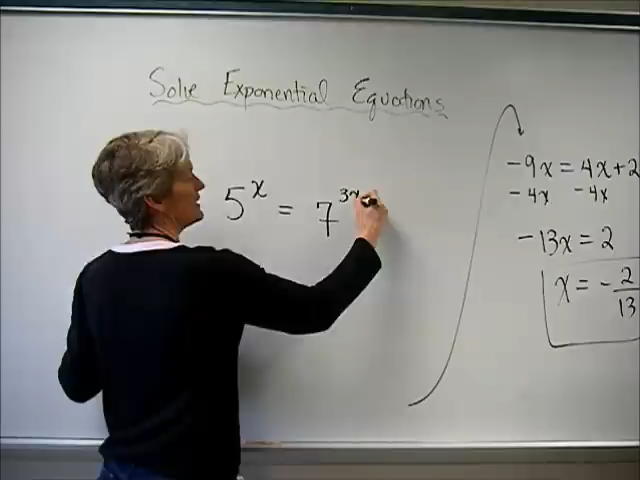 Solve Exponential Equations
5^x = 7^3x
-9x = 4x+2
-4x -4x
-13x = 2
x = -2/13